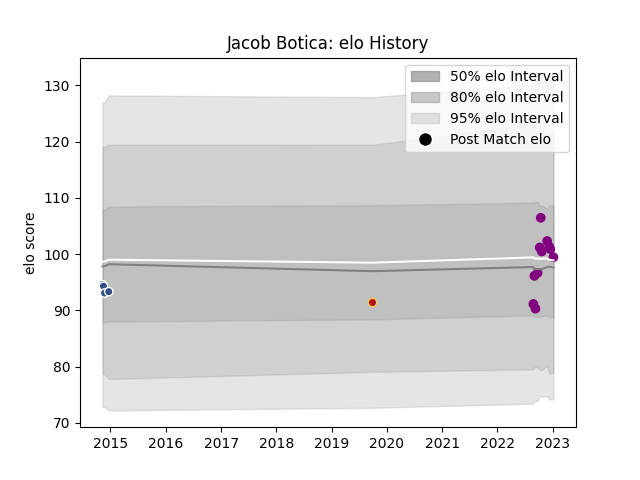 Jacob Botica: elo History
50% elo Interval
80% elo Interval
95% elo Interval
Post Match elo
elo score
130
120
110
100
90
80
70
2015
2016
2017
2018
2019
2020
2021
2022
2023